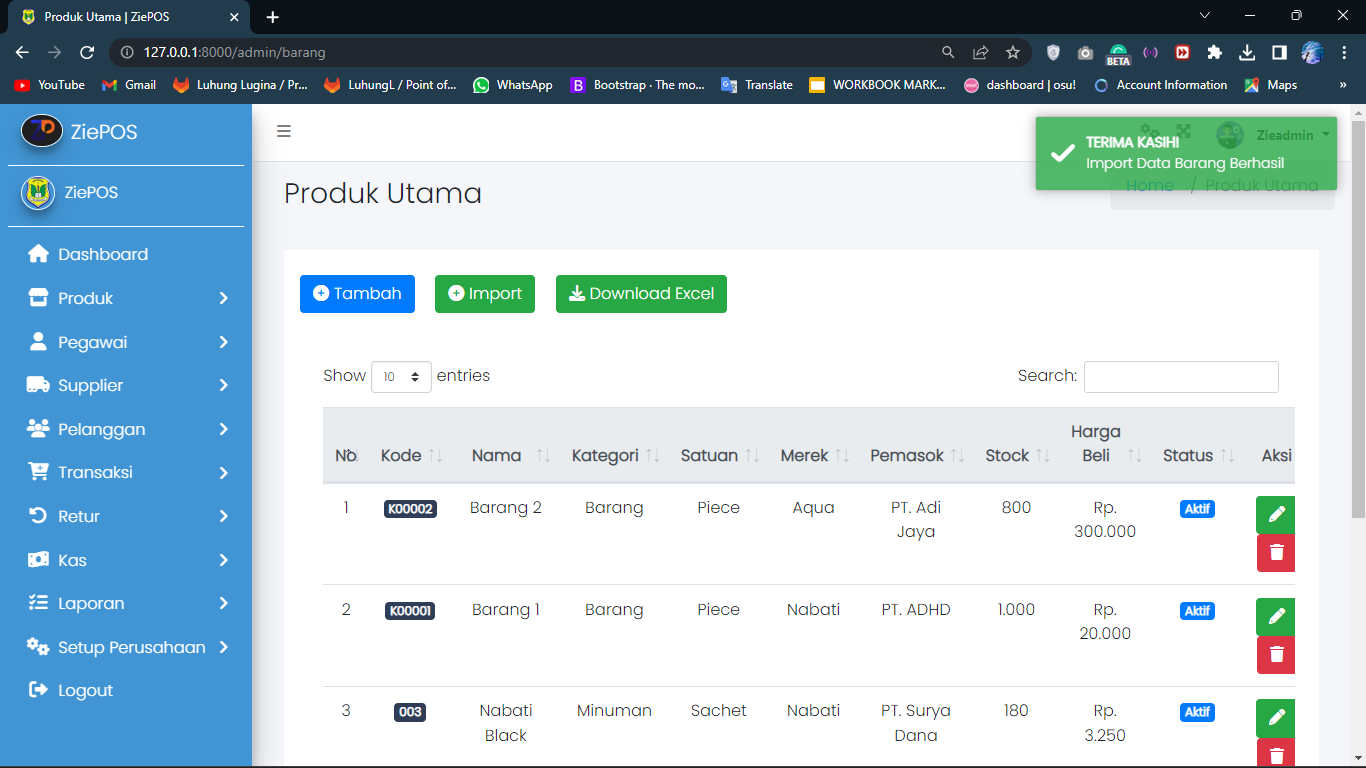 Produk Utama | ZiePOS
127.0.0.1:8000/admin/barang
BETA
YouTube
Gmail
Luhung Lugina / Pr...
LuhungL / Point of...
WhatsApp
Bootstrap · The mo...
Translate
WORKBOOK MARK...
dashboard | osu!
Account Information
Maps
»
ZiePOS
ZiePOS
Dashboard
Produk
Pegawai
Supplier
Pelanggan
Transaksi
Retur
Kas
Laporan
Setup Perusahaan
Logout
Zieadmin
TERIMA KASIH!
Import Data Barang Berhasil
Home / Produk Utama
Produk Utama
Tambah
Import
Download Excel
Show 10 entries
Search:
No. Kode Nama Kategori Satuan Merek Pemasok Stock Harga Beli Status Aksi
1 K00002 Barang 2 Barang Piece Aqua PT. Adi Jaya 800 Rp. 300.000 Aktif
2 K00001 Barang 1 Barang Piece Nabati PT. ADHD 1.000 Rp. 20.000 Aktif
3 003 Nabati Black Minuman Sachet Nabati PT. Surya Dana 180 Rp. 3.250 Aktif